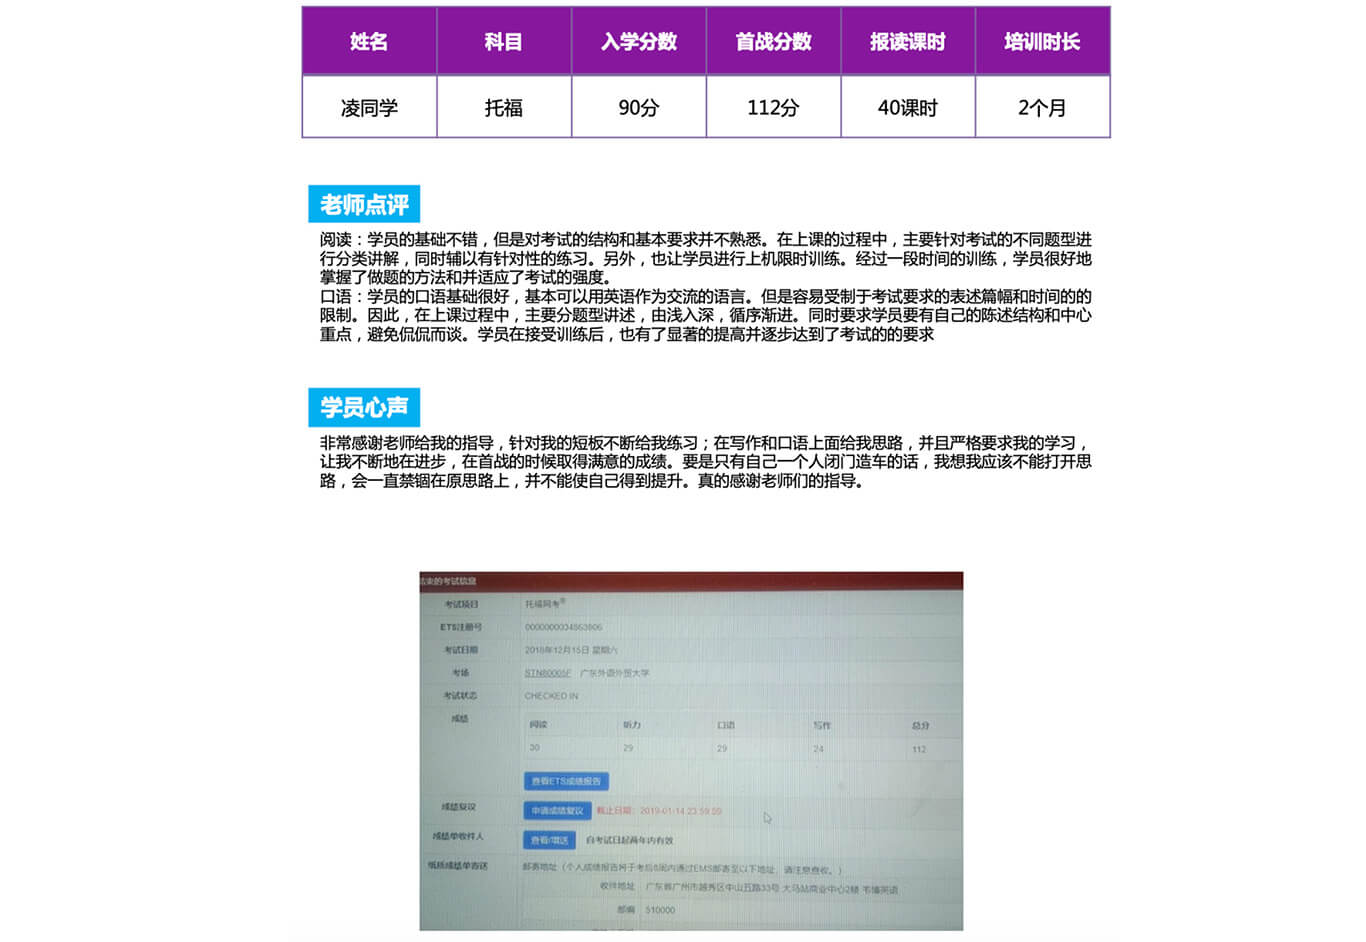 姓名 科目 入学分数 首战分数 报读课时 培训时长
凌同学 托福 90分 112分 40课时 2个月
老师点评
阅读：学员的基础不错，但是对考试的结构和基本要求并不熟悉。在上课的过程中，主要针对考试的不同题型进
行分类讲解，同时辅以有针对性的练习。另外，也让学员进行上机限时训练。经过一段时间的训练，学员很好地
掌握了做题的方法和并适应了考试的强度。
口语：学员的口语基础很好，基本可以用英语作为交流的语言。但是容易受制于考试要求的表述篇幅和时间的的
限制。因此，在上课过程中，主要分题型讲述，由浅入深，循序渐进。同时要求学员要有自己的陈述结构和中心
重点，避免侃侃而谈。学员在接受训练后，也有了显著的提高并逐步达到了考试的的要求
学员心声
非常感谢老师给我的指导，针对我的短板不断给我练习；在写作和口语上面给我思路，并且严格要求我的学习，
让我不断地在进步，在首战的时候取得满意的成绩。要是只有自己一个人闭门造车的话，我想我应该不能打开思
路，会一直禁锢在原思路上，并不能使自己得到提升。真的感谢老师们的指导。
结束的考试信息
考试项目 托福网考®
ETS注册号 0000000034863806
考试日期 2018年12月15日 星期六
考场 STN80005F 广东外语外贸大学
考试状态 CHECKED IN
成绩 阅读 听力 口语 写作 总分
30 29 29 24 112
查看ETS成绩报告
成绩复议 申请成绩复议 截止日期：2019-01-14 23:59:59
成绩单收件人 查看/增送 自考试日起两年内有效
纸质成绩单寄送 邮寄地址（个人成绩报告将于考后8周内通过EMS邮寄至以下地址，请注意查收。）
收件地址 广东省广州市越秀区中山五路33号 大马站商业中心2楼 韦博英语
邮编 510000